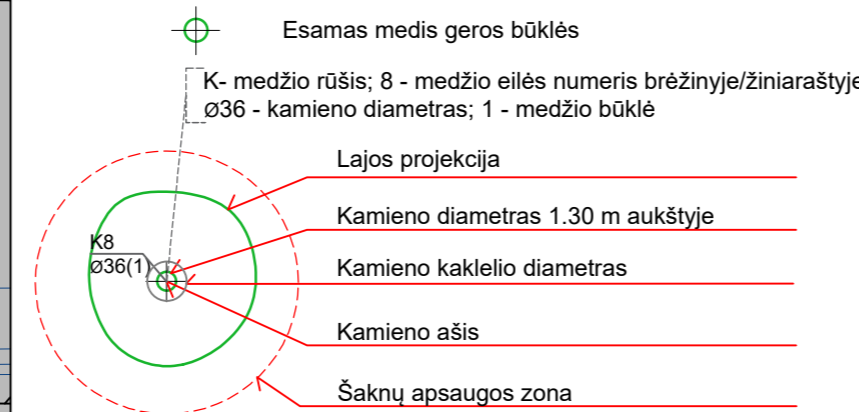 Esamas medis geros būklės
K- medžio rūšis; 8 - medžio eilės numeris brėžinyje/žiniaraštyje
Ø36 - kamieno diametras; 1 - medžio būklė
Lajos projekcija
Kamieno diametras 1.30 m aukštyje
K8
Ø36(1)
Kamieno kaklelio diametras
Kamieno ašis
Šaknų apsaugos zona